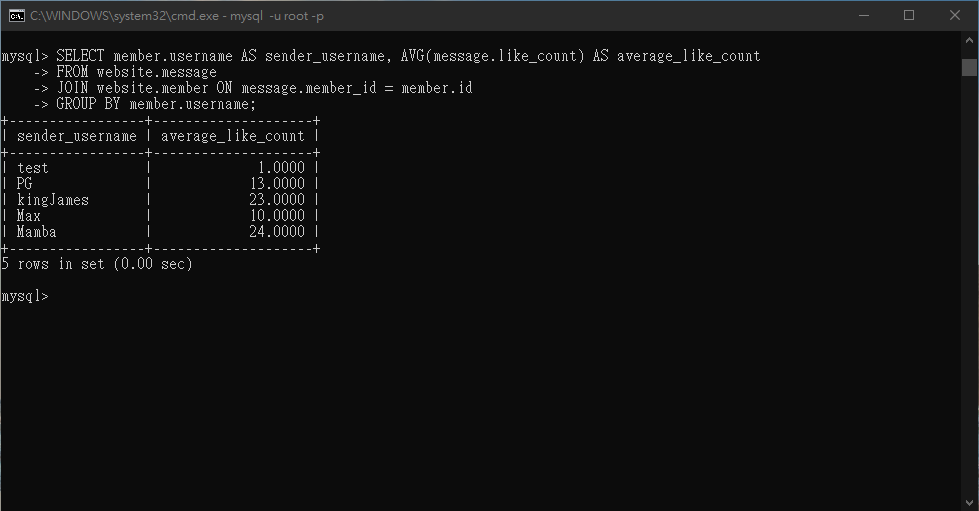 C:\WINDOWS\system32\cmd.exe - mysql  -u root -p
mysql> SELECT member.username AS sender_username, AVG(message.like_count) AS average_like_count
    -> FROM website.message
    -> JOIN website.member ON message.member_id = member.id
    -> GROUP BY member.username;
+-----------------+--------------------+
| sender_username | average_like_count |
+-----------------+--------------------+
| test            |             1.0000 |
| PG              |            13.0000 |
| kingJames       |            23.0000 |
| Max             |            10.0000 |
| Mamba           |            24.0000 |
+-----------------+--------------------+
5 rows in set (0.00 sec)
mysql>